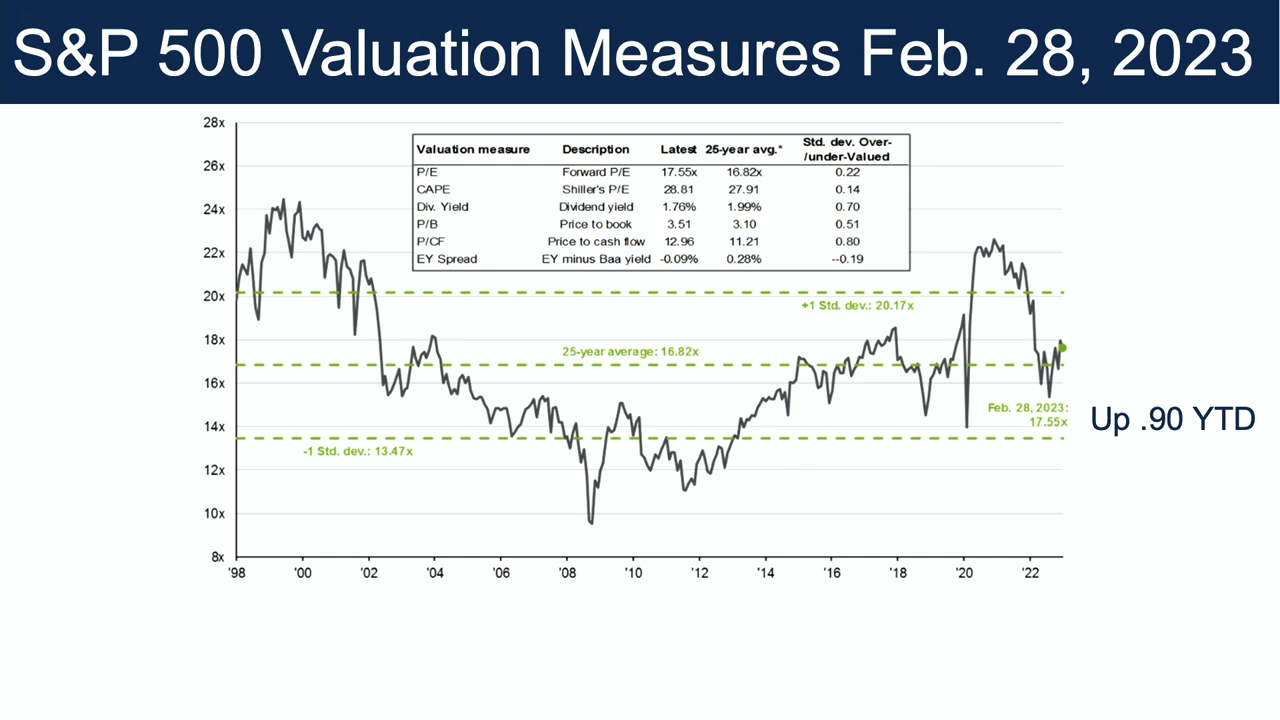 S&P 500 Valuation Measures Feb. 28, 2023
28x
26x
24x
22x
20x
18x
16x
14x
12x
10x
8x
Valuation measure Description Latest 25-year avg.* Std. dev. Over-
/under-Valued
P/E Forward P/E 17.55x 16.82x 0.22
CAPE Shiller's P/E 28.81 27.91 0.14
Div. Yield Dividend yield 1.76% 1.99% 0.70
P/B Price to book 3.51 3.10 0.51
P/CF Price to cash flow 12.96 11.21 0.80
EY Spread EY minus Baa yield -0.09% 0.28% --0.19
+1 Std. dev.: 20.17x
25-year average: 16.82x
Feb. 28, 2023:
17.55x
Up .90 YTD
-1 Std. dev.: 13.47x
'98 '00 '02 '04 '06 '08 '10 '12 '14 '16 '18 '20 '22